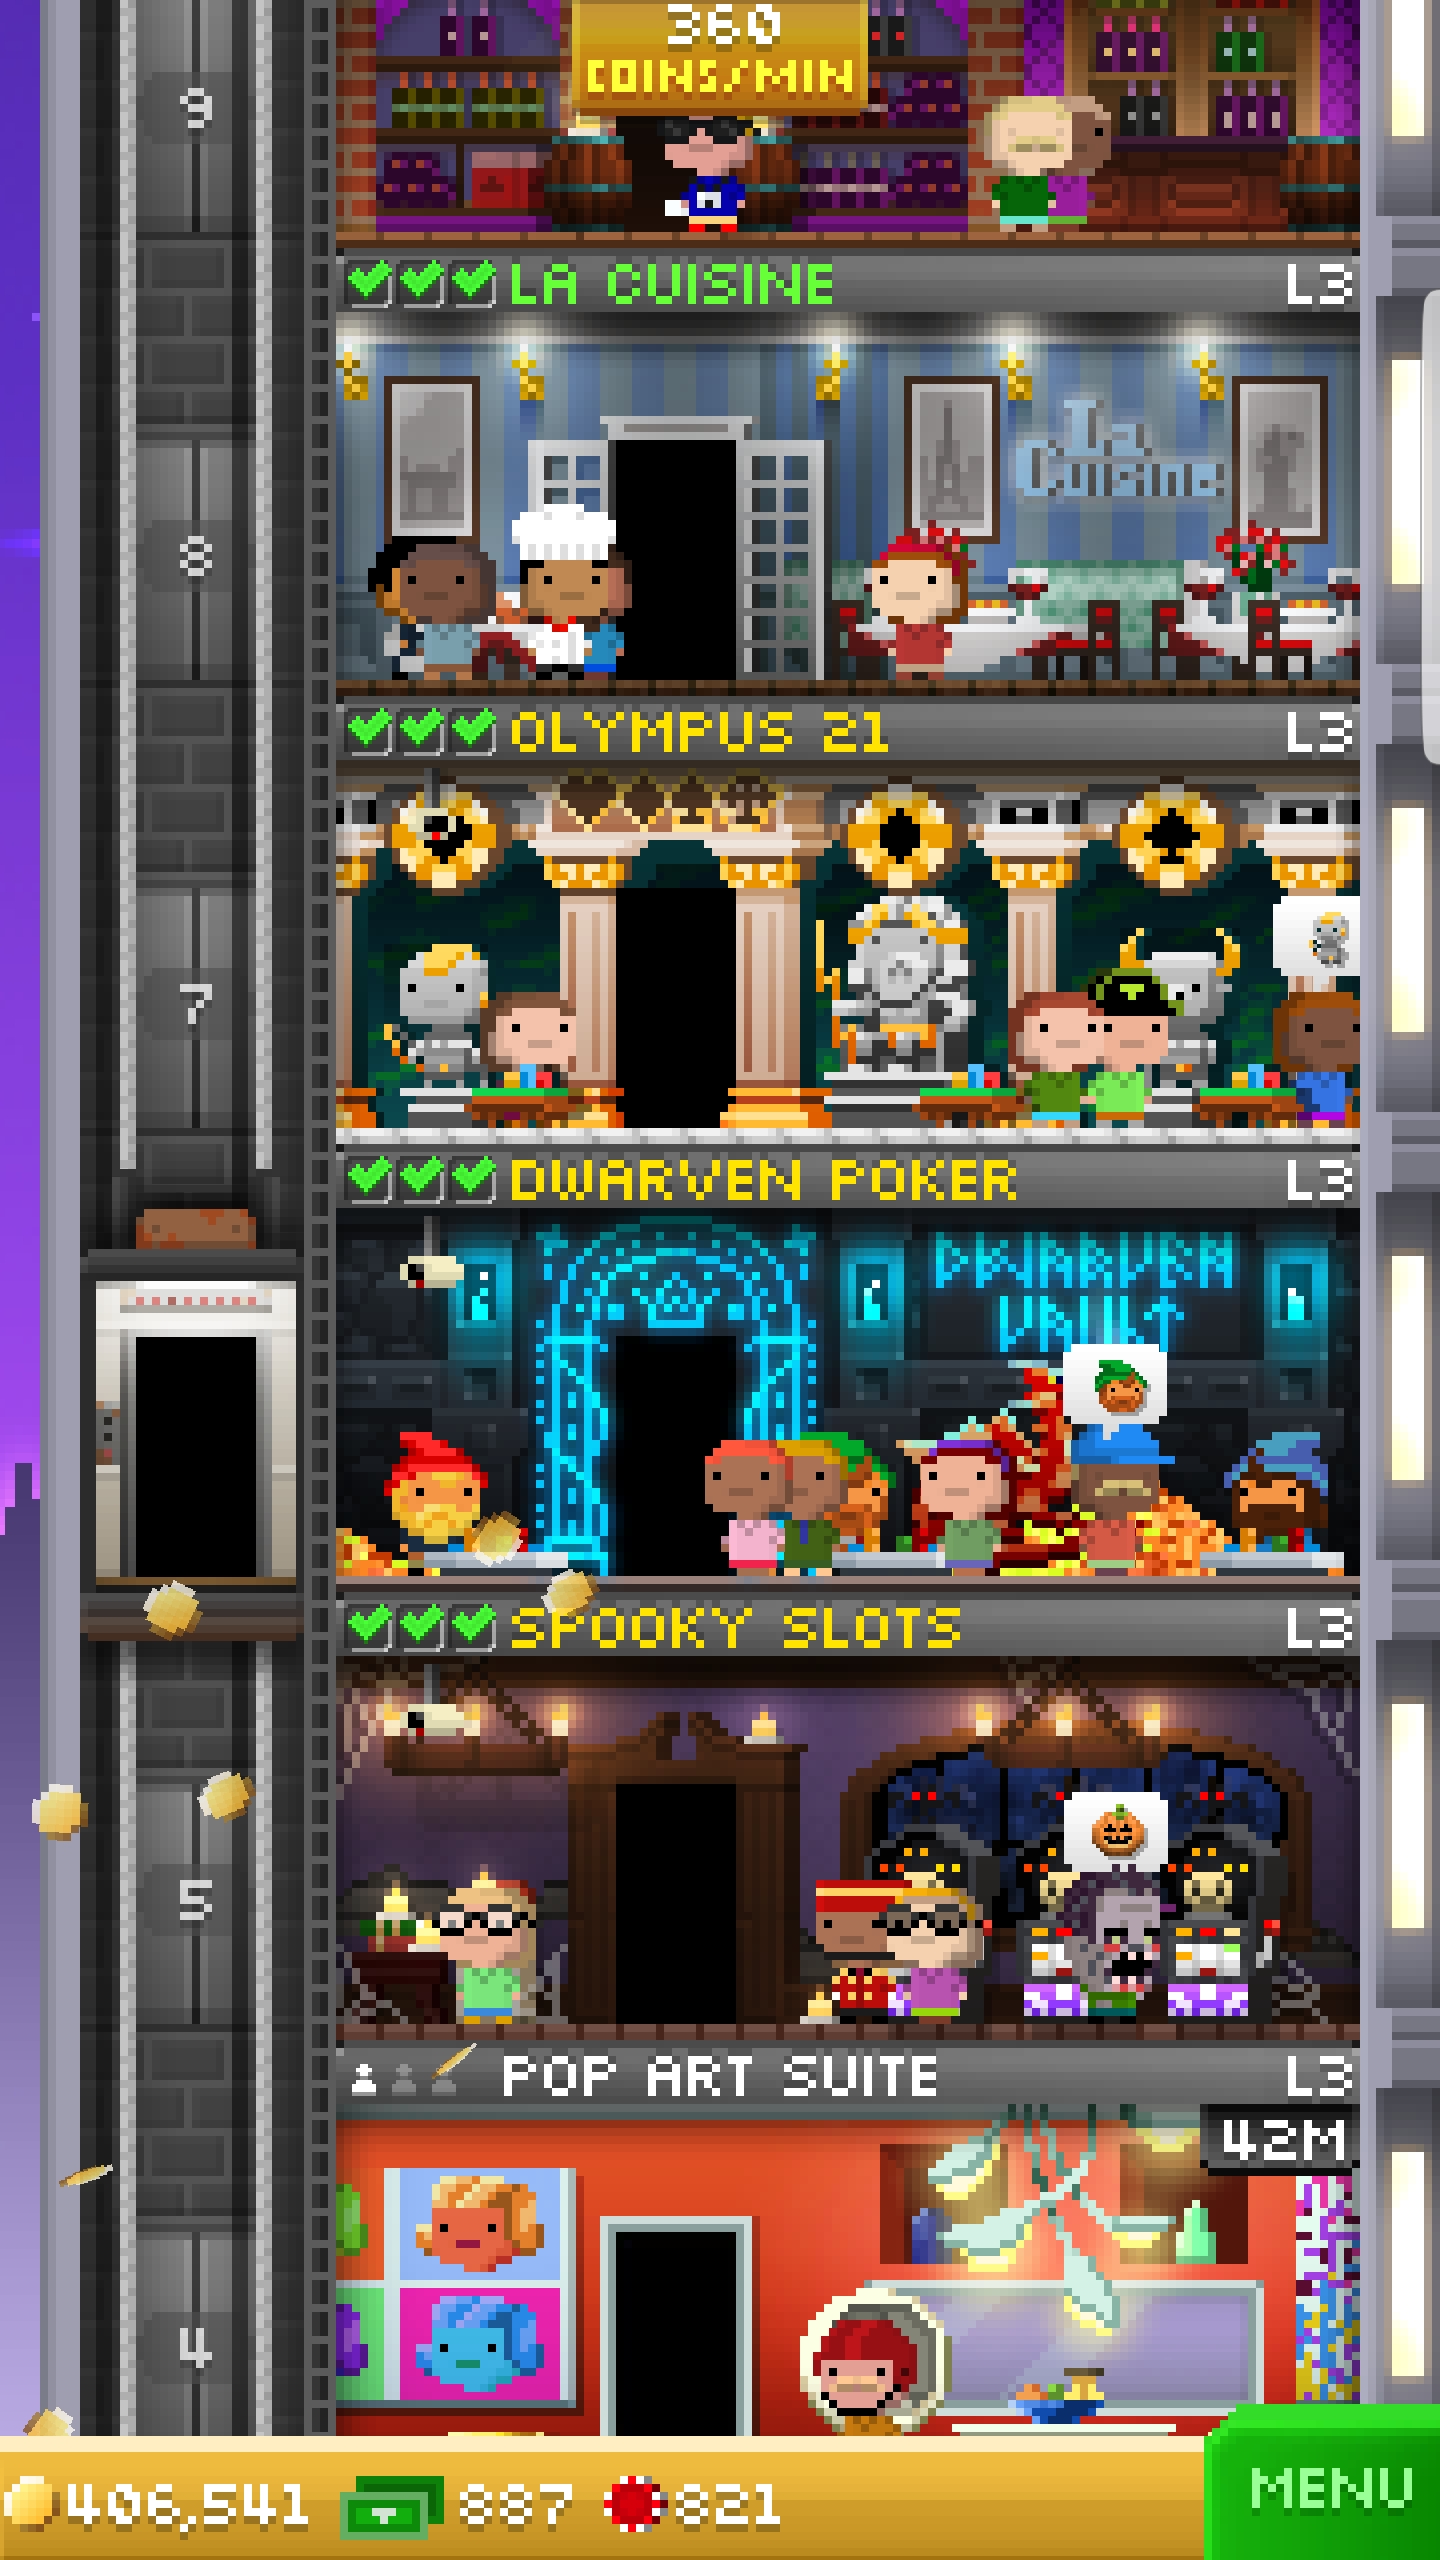 360
COINS/MIN
9
LA CUISINE L3
La
Cuisine
8
OLYMPUS 21 L3
7
DWARVEN POKER L3
DWARVEN
VAULT
SPOOKY SLOTS L3
5
POP ART SUITE L3
42M
4
406,541 887 821 MENU